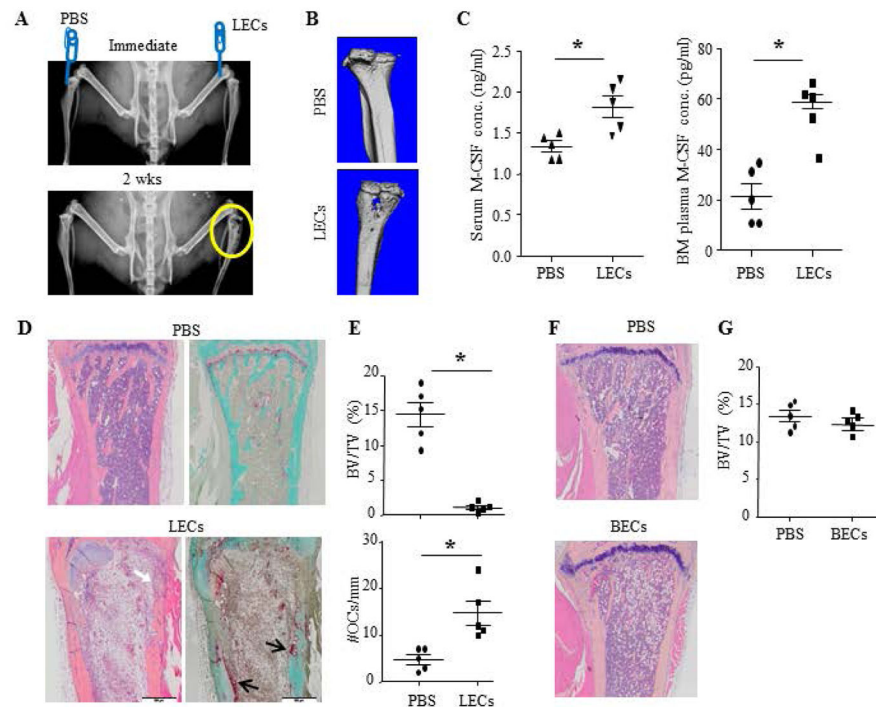 A
PBS
LECs
Immediate
2 wks
B
PBS
LECs
C
Serum M-CSF conc. (ng/ml)
2.5
2.0
1.5
1.0
0.5
0.0
*
PBS
LECs
BM plasma M-CSF conc. (pg/ml)
80
60
40
20
0
*
PBS
LECs
D
PBS
LECs
E
BV/TV (%)
20
15
10
5
0
*
#OCs/mm
30
20
10
0
*
PBS
LECs
F
PBS
BECs
G
BV/TV (%)
20
15
10
5
0
PBS
BECs